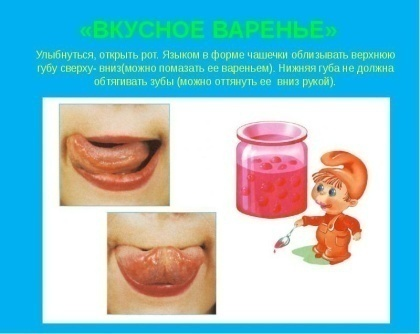 «ВКУСНОЕ ВАРЕНЬЕ»
Улыбнуться, открыть рот. Языком в форме чашечки облизывать верхнюю
губу сверху- вниз(можно помазать ее вареньем). Нижняя губа не должна
обтягивать зубы (можно оттянуть ее  вниз рукой).